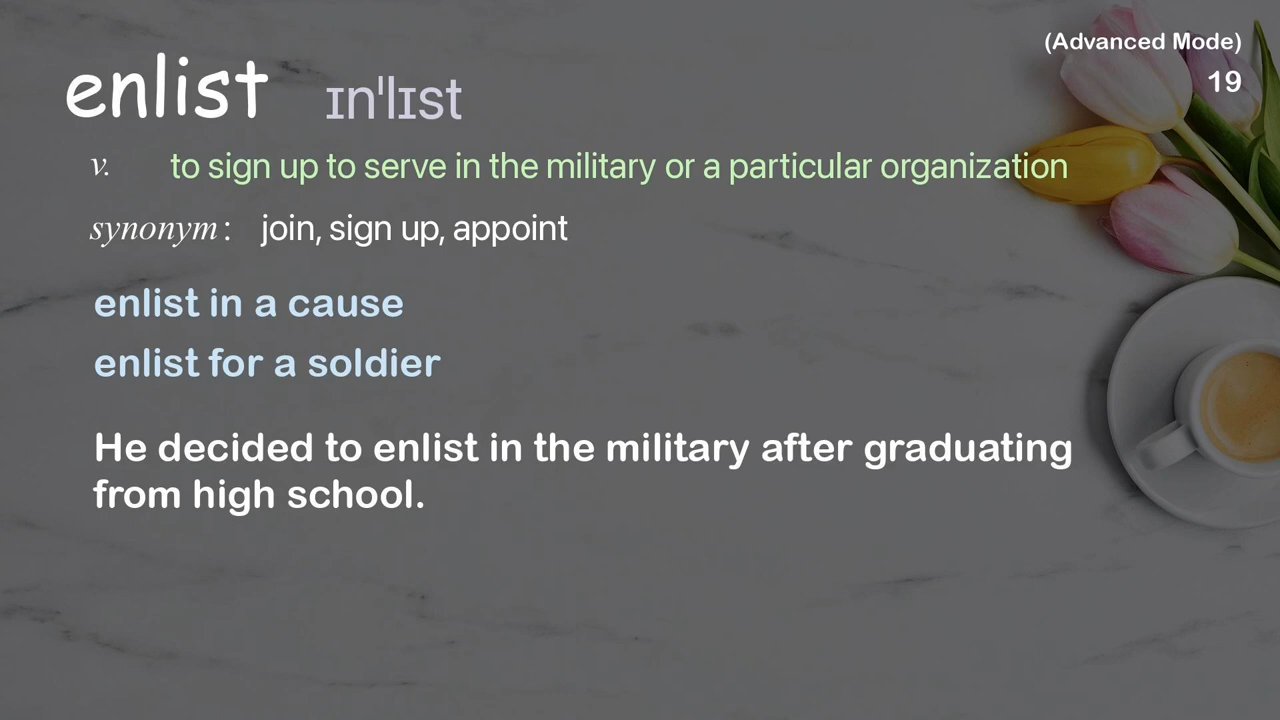 (Advanced Mode)
19
enlist ɪn'lɪst
v. to sign up to serve in the military or a particular organization
synonym: join, sign up, appoint
enlist in a cause
enlist for a soldier
He decided to enlist in the military after graduating
from high school.